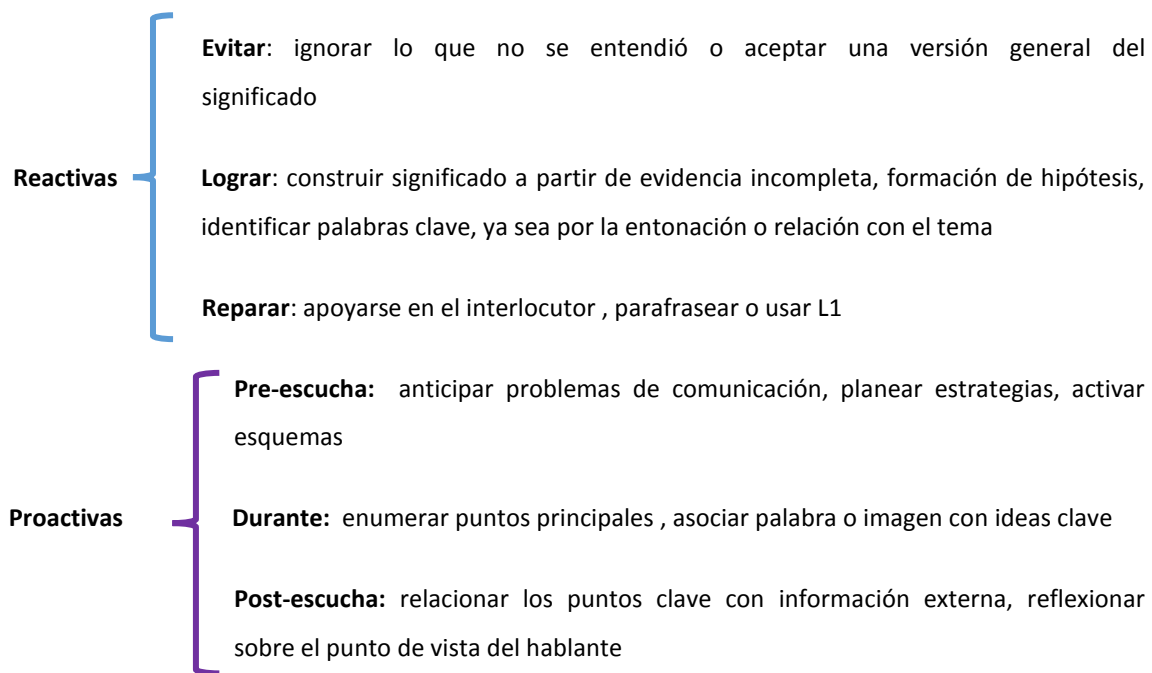 Evitar: ignorar lo que no se entendió o aceptar una versión general del
significado
Reactivas
Lograr: construir significado a partir de evidencia incompleta, formación de hipótesis,
identificar palabras clave, ya sea por la entonación o relación con el tema
Reparar: apoyarse en el interlocutor , parafrasear o usar L1
Pre-escucha: anticipar problemas de comunicación, planear estrategias, activar
esquemas
Proactivas
Durante: enumerar puntos principales , asociar palabra o imagen con ideas clave
Post-escucha: relacionar los puntos clave con información externa, reflexionar
sobre el punto de vista del hablante